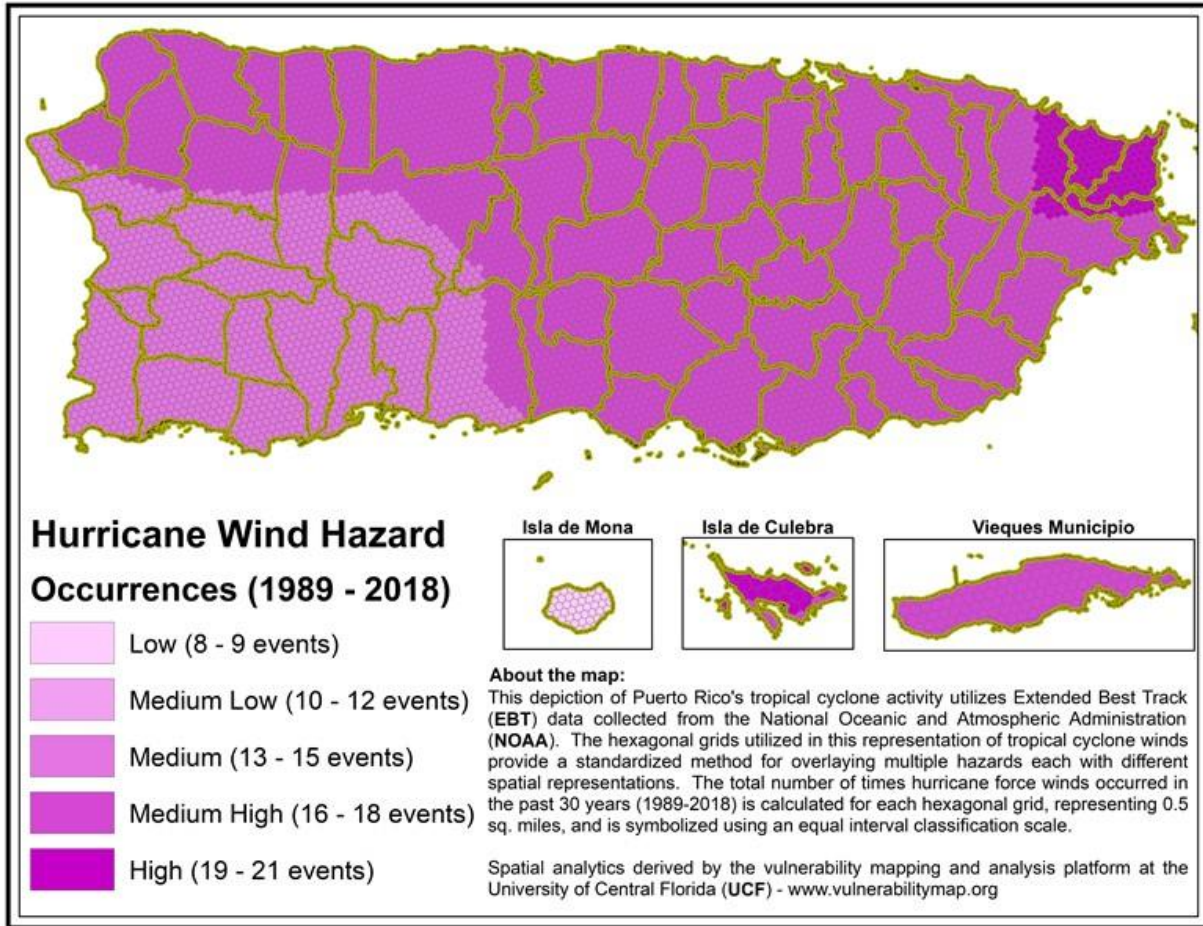 Hurricane Wind Hazard
Occurrences (1989 - 2018)
Low (8 - 9 events)
Medium Low (10 - 12 events)
Medium (13 - 15 events)
Medium High (16 - 18 events)
High (19 - 21 events)
Isla de Mona
Isla de Culebra
Vieques Municipio
About the map:
This depiction of Puerto Rico's tropical cyclone activity utilizes Extended Best Track
(EBT) data collected from the National Oceanic and Atmospheric Administration
(NOAA). The hexagonal grids utilized in this representation of tropical cyclone winds
provide a standardized method for overlaying multiple hazards each with different
spatial representations. The total number of times hurricane force winds occurred in
the past 30 years (1989-2018) is calculated for each hexagonal grid, representing 0.5
sq. miles, and is symbolized using an equal interval classification scale.
Spatial analytics derived by the vulnerability mapping and analysis platform at the
University of Central Florida (UCF) - www.vulnerabilitymap.org